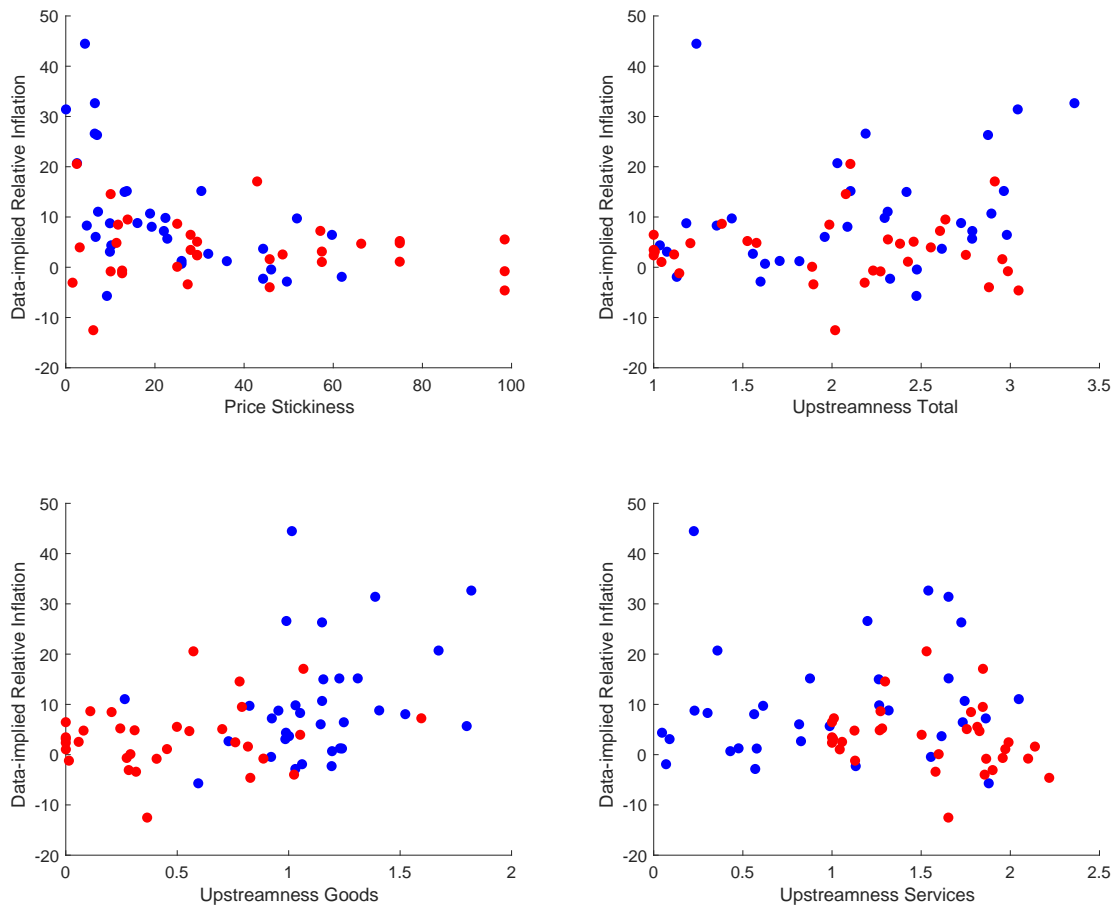 50
40
30
20
10
0
-10
-20
0 20 40 60 80 100
Price Stickiness
Data-implied Relative Inflation
50
40
30
20
10
0
-10
-20
1 1.5 2 2.5 3 3.5
Upstreamness Total
Data-implied Relative Inflation
50
40
30
20
10
0
-10
-20
0 0.5 1 1.5 2
Upstreamness Goods
Data-implied Relative Inflation
50
40
30
20
10
0
-10
-20
0 0.5 1 1.5 2 2.5
Upstreamness Services
Data-implied Relative Inflation